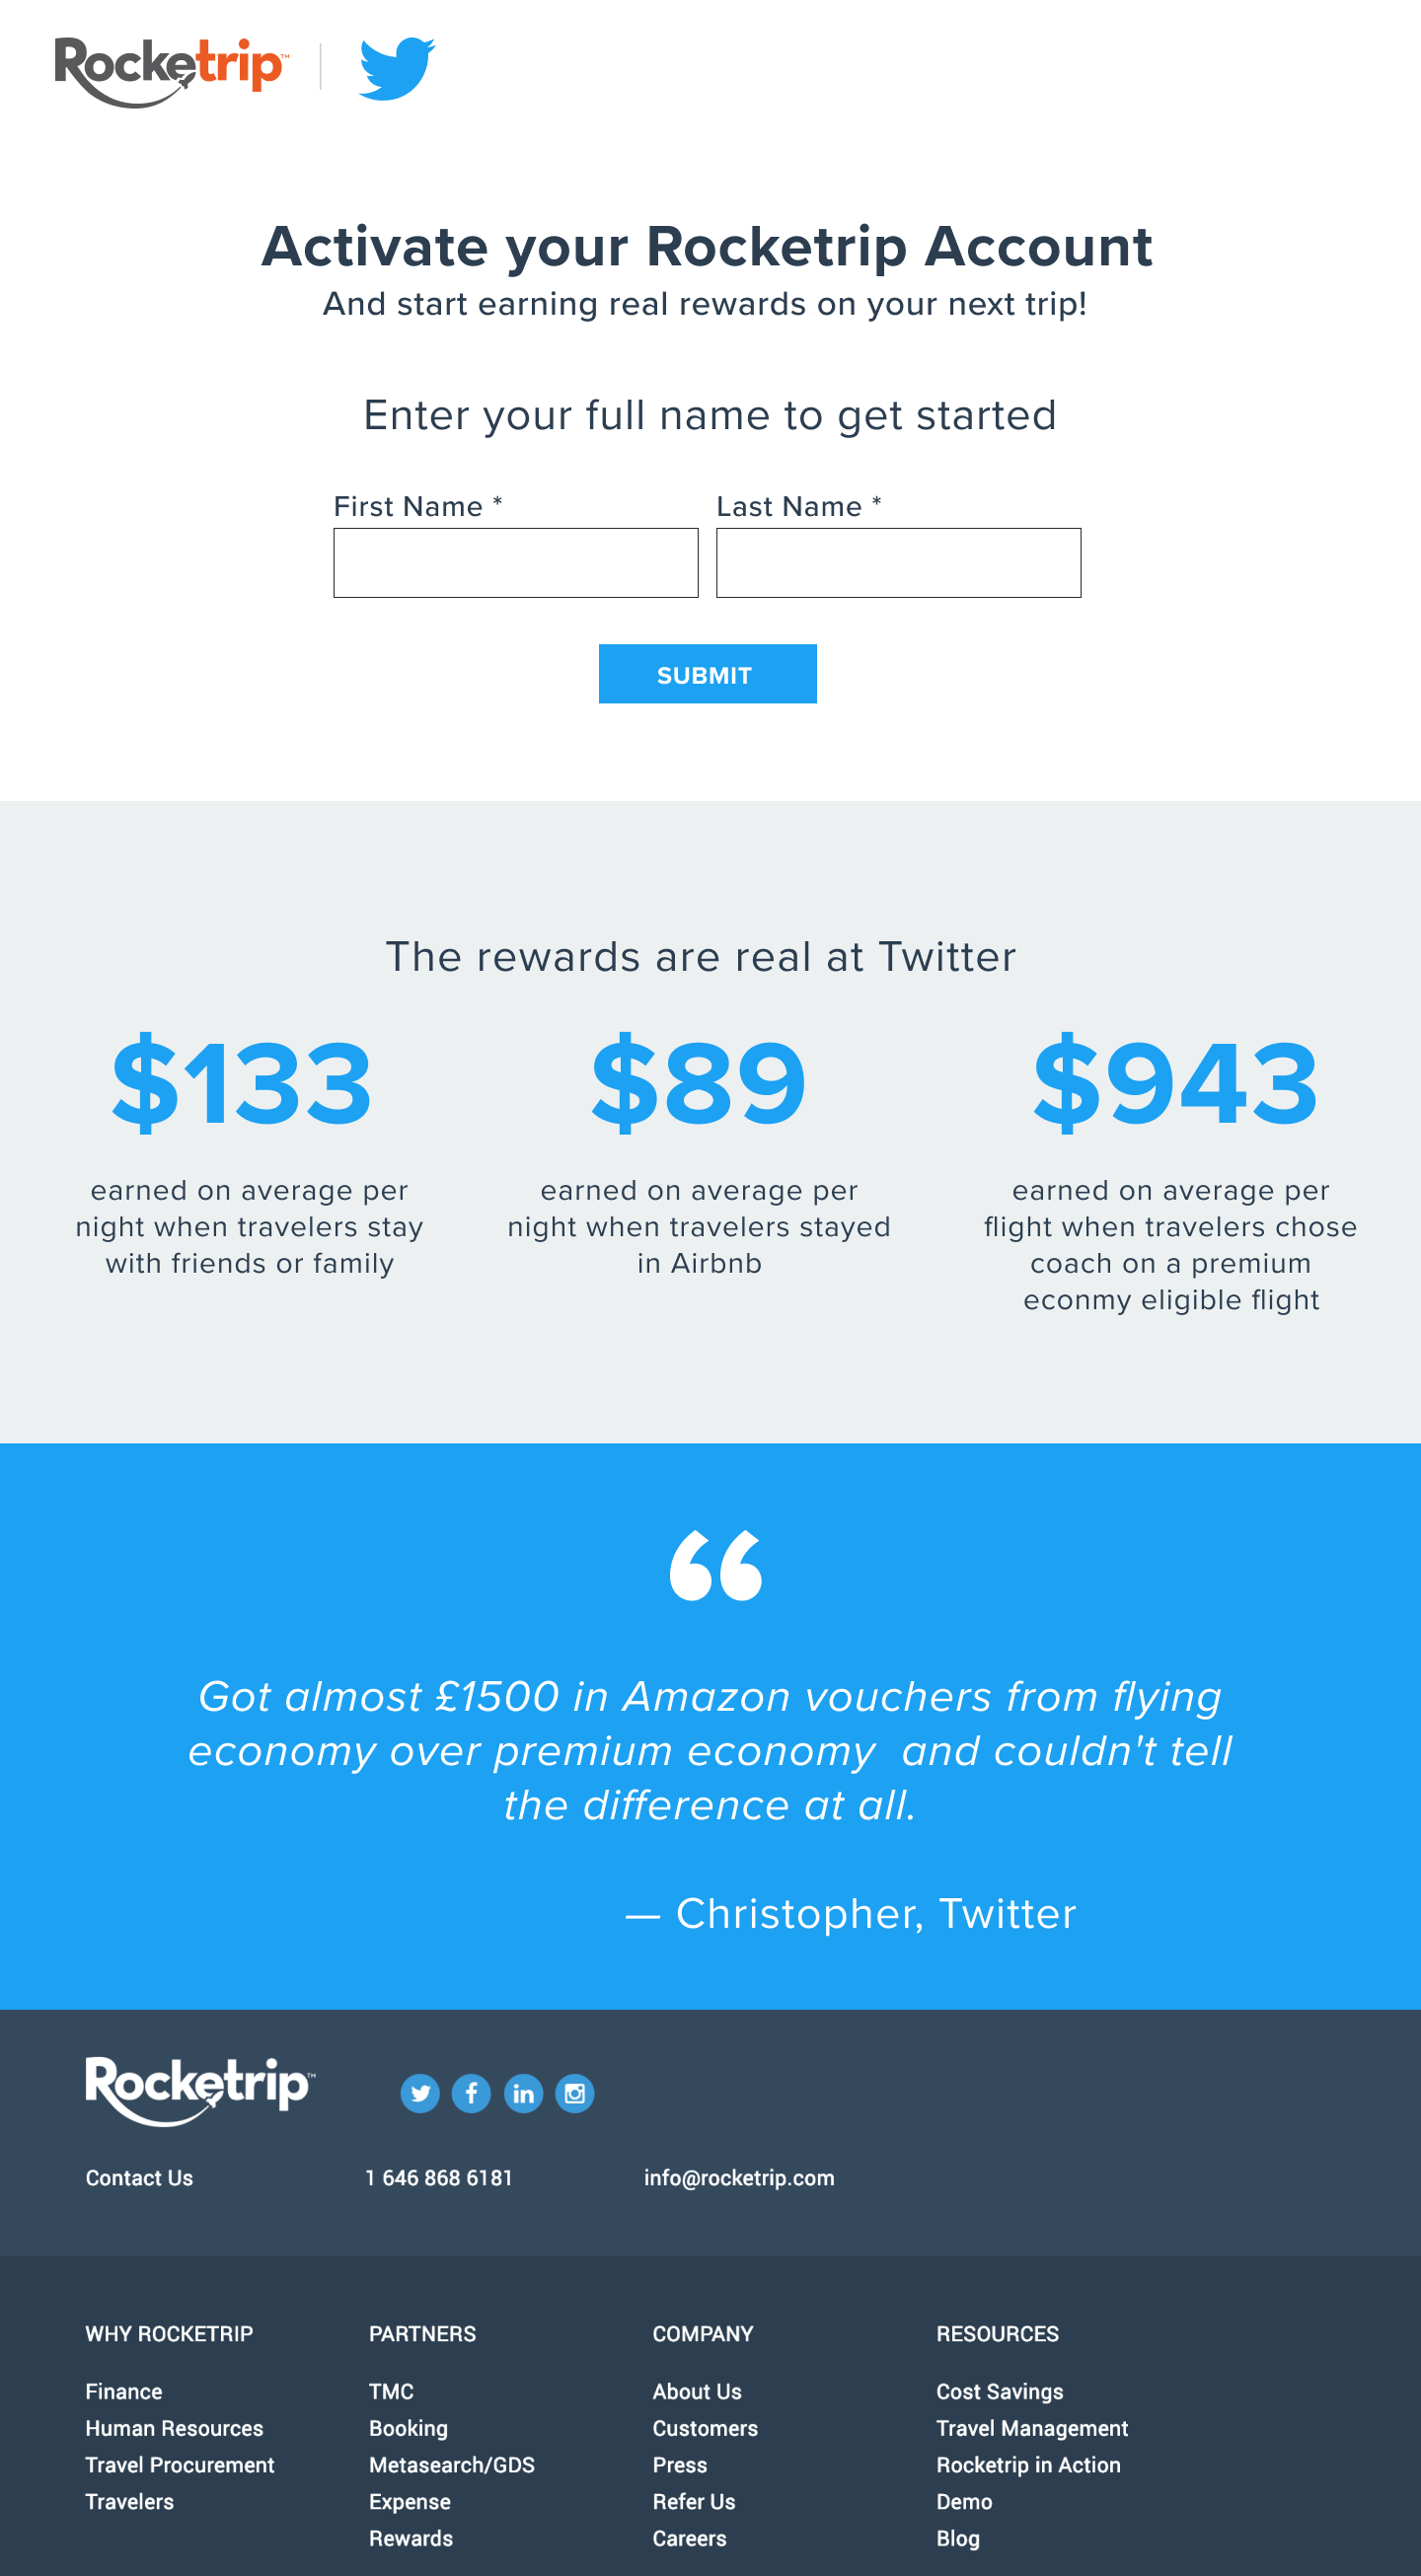 Rocketrip™
Activate your Rocketrip Account
And start earning real rewards on your next trip!
Enter your full name to get started
First Name *
Last Name *
SUBMIT
The rewards are real at Twitter
$133
earned on average per
night when travelers stay
with friends or family
$89
earned on average per
night when travelers stayed
in Airbnb
$943
earned on average per
flight when travelers chose
coach on a premium
econmy eligible flight
“
Got almost £1500 in Amazon vouchers from flying
economy over premium economy  and couldn't tell
the difference at all.
— Christopher, Twitter
Rocketrip™
Contact Us
1 646 868 6181
info@rocketrip.com
WHY ROCKETRIP
Finance
Human Resources
Travel Procurement
Travelers
PARTNERS
TMC
Booking
Metasearch/GDS
Expense
Rewards
COMPANY
About Us
Customers
Press
Refer Us
Careers
RESOURCES
Cost Savings
Travel Management
Rocketrip in Action
Demo
Blog